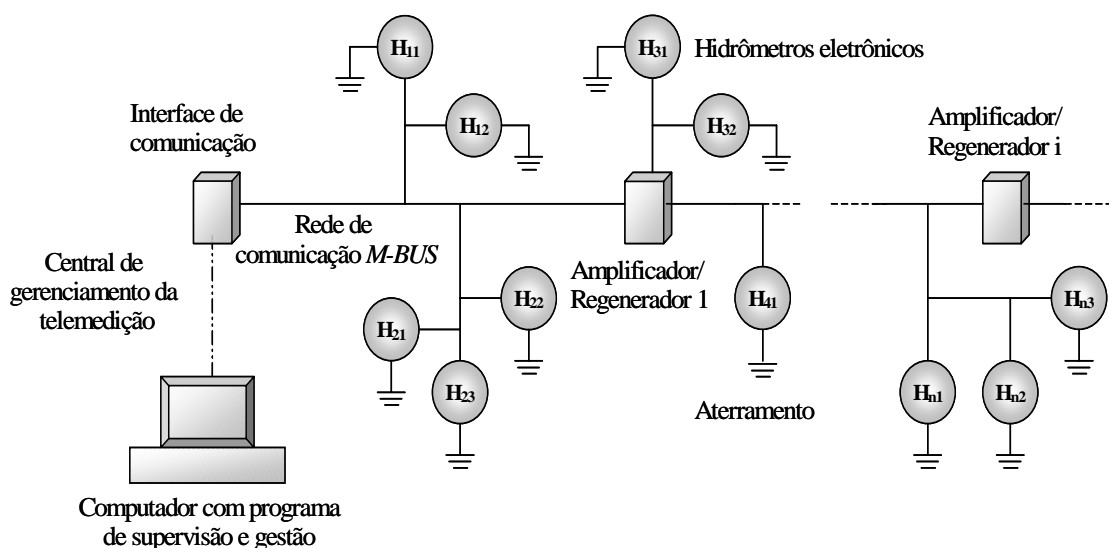 H11
H31
Hidrômetros eletrônicos
Interface de
comunicação
H12
H32
Amplificador/
Regenerador i
Rede de
comunicação M-BUS
Central de
gerenciamento da
telemedição
Amplificador/
Regenerador 1
H22
H41
Hn3
H21
H23
Hn1
Hn2
Aterramento
Computador com programa
de supervisão e gestão